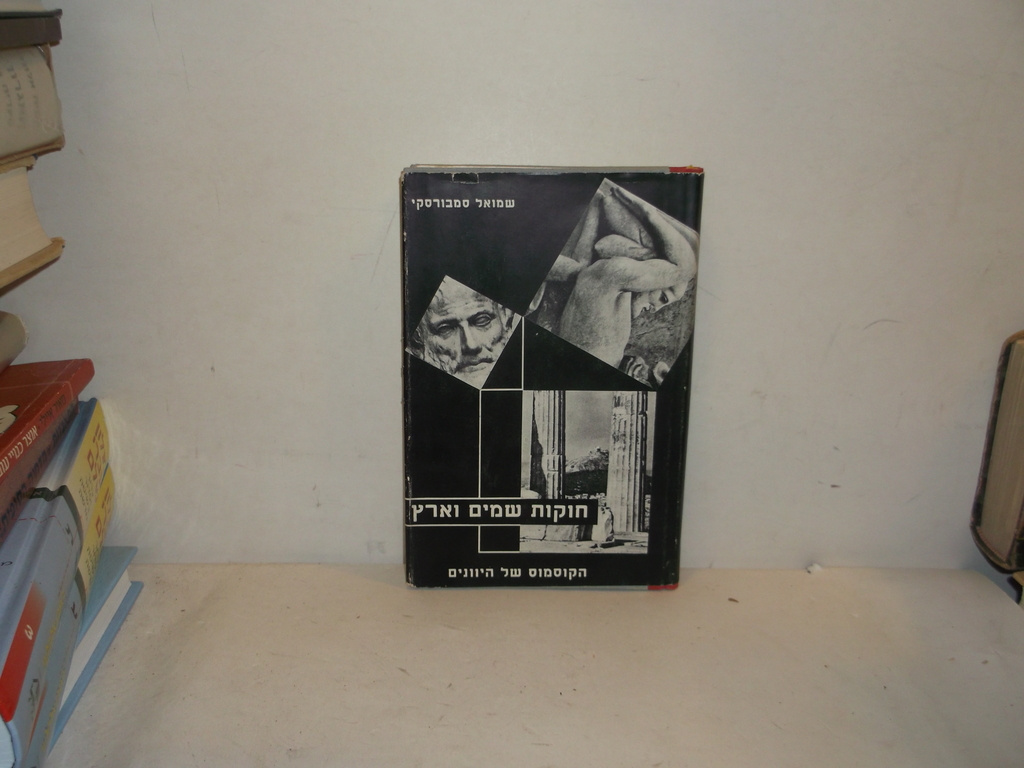 שמואל סמבורסקי
חוקות שמים וארץ
הקוסמוס של היוונים